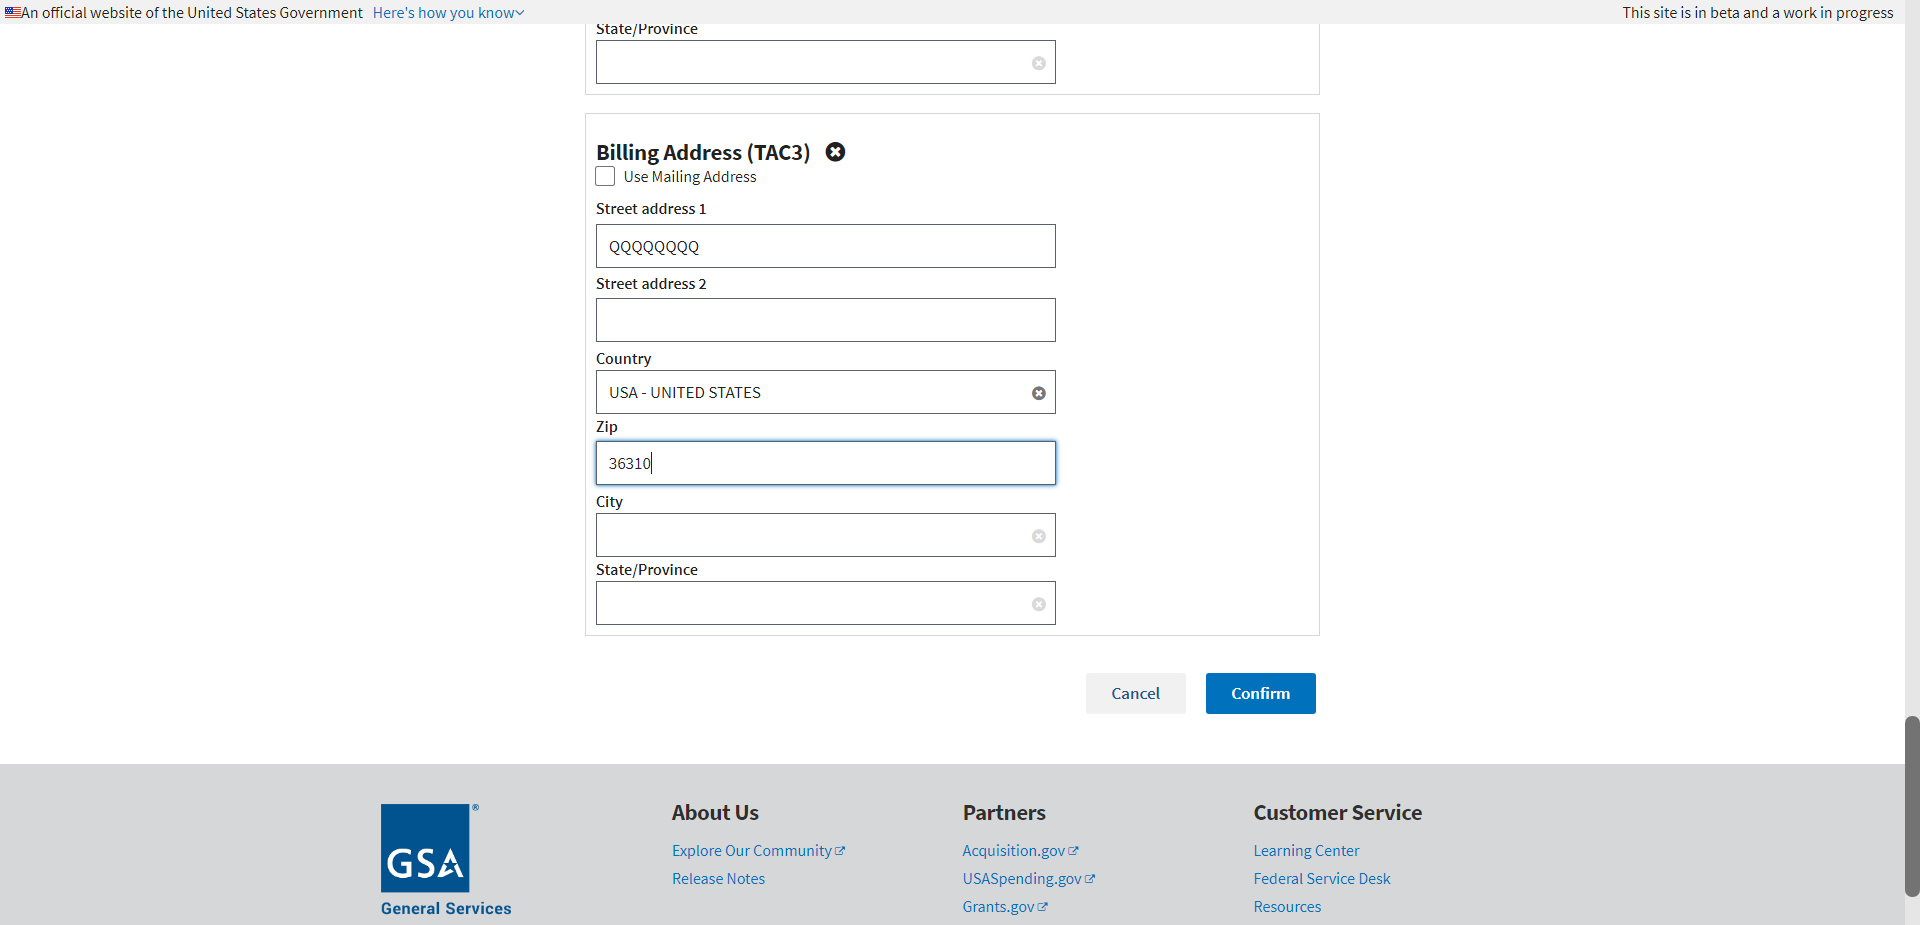 An official website of the United States Government Here's how you know
This site is in beta and a work in progress
State/Province
Billing Address (TAC3)
Use Mailing Address
Street address 1
QQQQQQQQ
Street address 2
Country
USA - UNITED STATES
Zip
36310
City
State/Province
Cancel
Confirm
GSA
®
General Services
About Us
Explore Our Community
Release Notes
Partners
Acquisition.gov
USASpending.gov
Grants.gov
Customer Service
Learning Center
Federal Service Desk
Resources